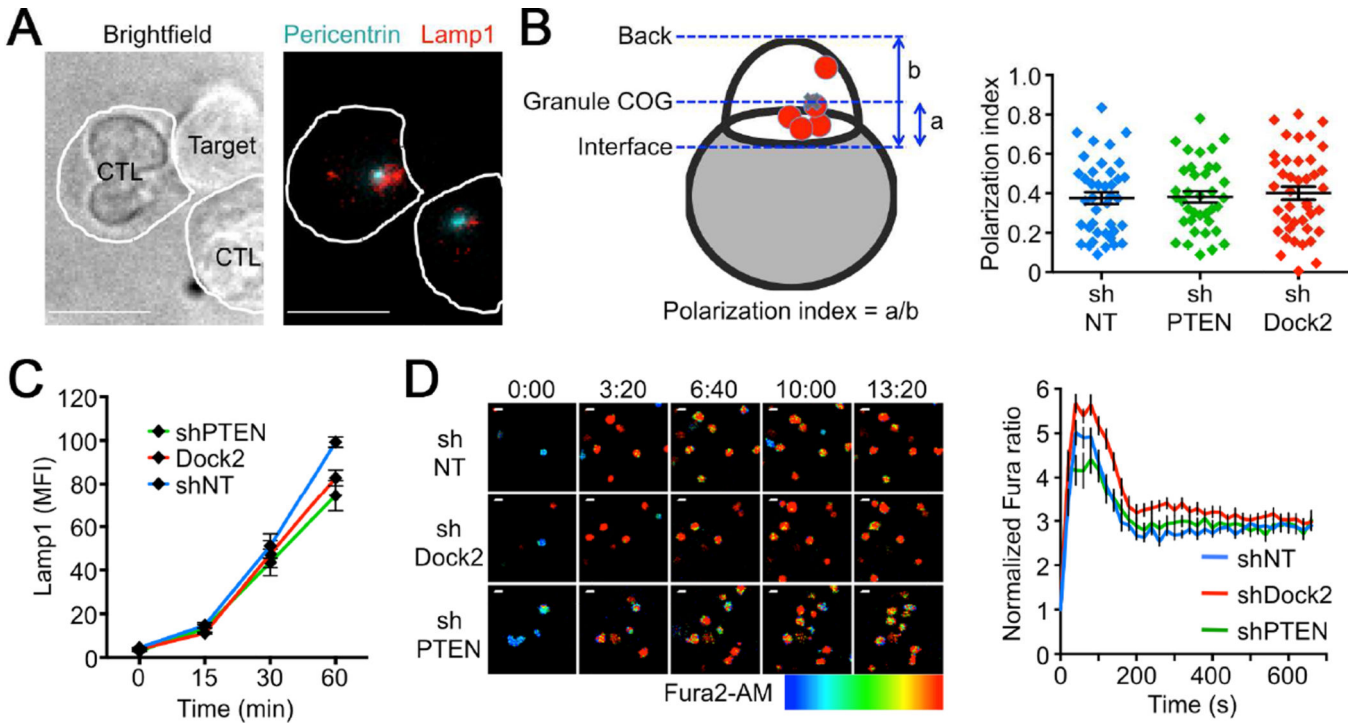 A
Brightfield
Pericentrin Lamp1
CTL
Target
CTL
B
Back
Granule COG
Interface
b
a
Polarization index = a/b
Polarization index
1.0
0.8
0.6
0.4
0.2
0
sh
NT
sh
PTEN
sh
Dock2
C
Lamp1 (MFI)
120
100
80
60
40
20
0
shPTEN
Dock2
shNT
0 15 30 60
Time (min)
D
0:00 3:20 6:40 10:00 13:20
sh
NT
sh
Dock2
sh
PTEN
Fura2-AM
Normalized Fura ratio
6
5
4
3
2
1
0
shNT
shDock2
shPTEN
0 200 400 600
Time (s)